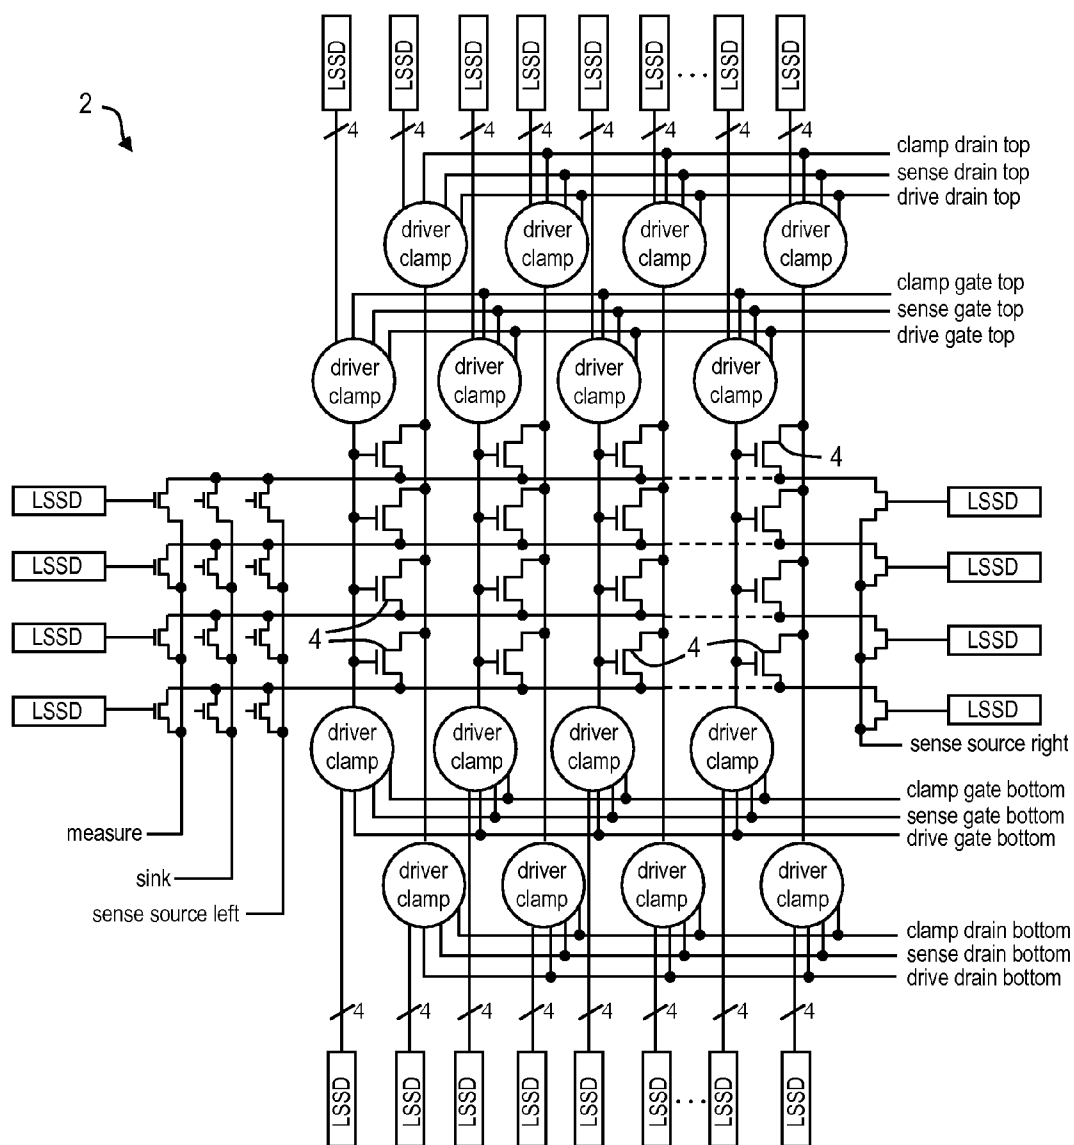 LSSD LSSD LSSD LSSD LSSD LSSD ... LSSD LSSD
2
4 4 4 4 4 4 4 4
clamp drain top
sense drain top
drive drain top
driver clamp driver clamp driver clamp driver clamp
clamp gate top
sense gate top
drive gate top
driver clamp driver clamp driver clamp driver clamp
4
LSSD LSSD
LSSD LSSD
4 4
LSSD LSSD
LSSD LSSD
driver clamp driver clamp driver clamp driver clamp
sense source right
clamp gate bottom
sense gate bottom
measure drive gate bottom
sink
driver clamp driver clamp driver clamp driver clamp
sense source left
clamp drain bottom
sense drain bottom
drive drain bottom
4 4 4 4 4 4 4 4
LSSD LSSD LSSD LSSD LSSD LSSD ... LSSD LSSD